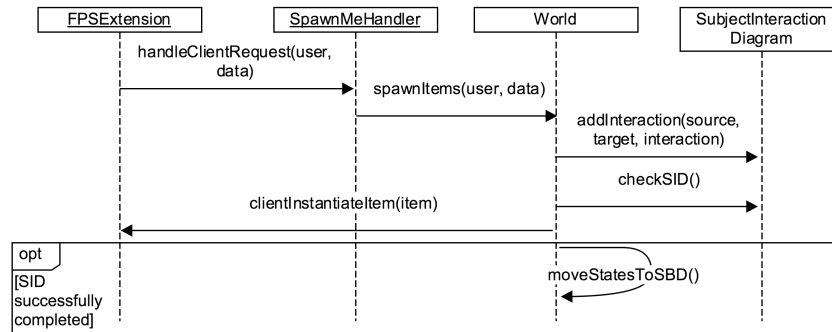 FPSExtension
SpawnMeHandler
World
SubjectInteraction
Diagram
handleClientRequest(user,
data)
spawnItems(user, data)
addInteraction(source,
target, interaction)
checkSID()
clientInstantiateItem(item)
opt
moveStatesToSBD()
[SID
successfully
completed]